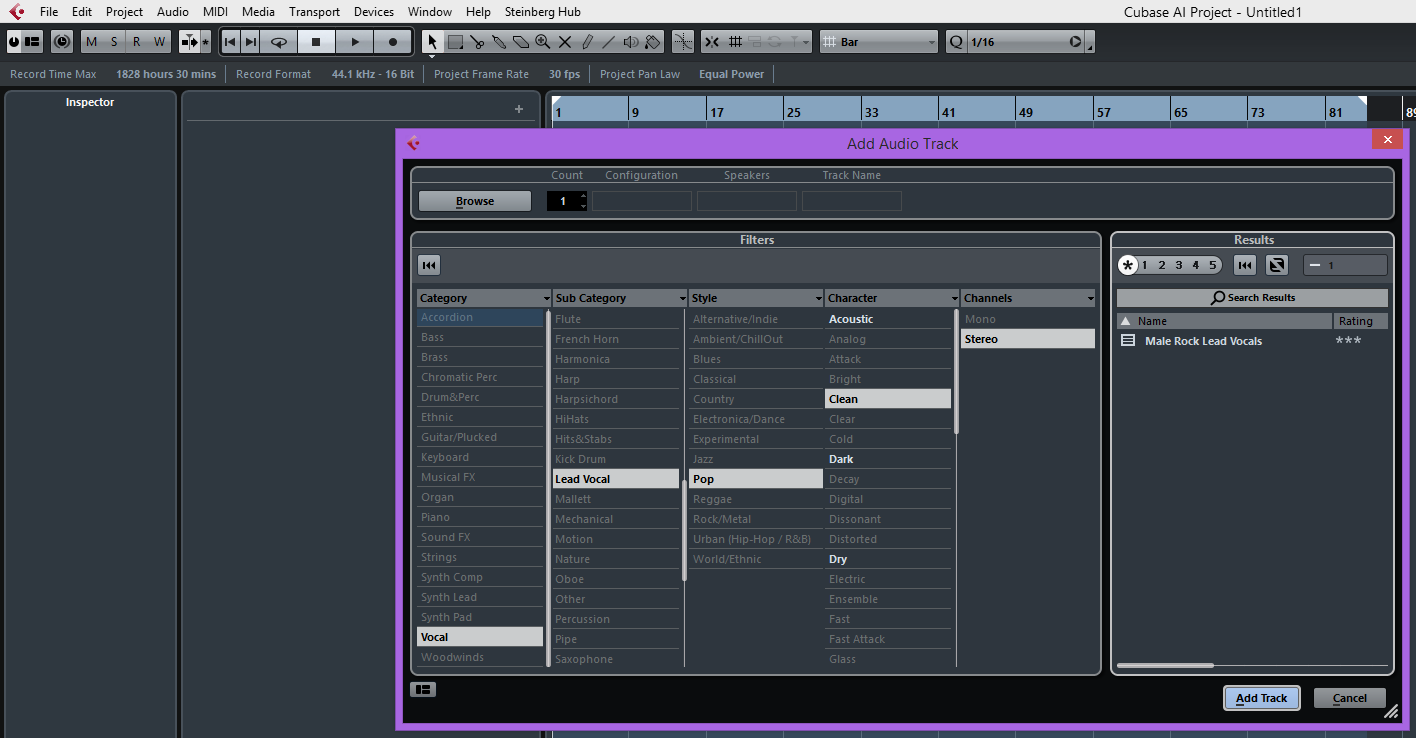 File Edit Project Audio MIDI Media Transport Devices Window Help Steinberg Hub Cubase AI Project - Untitled1
M S R W * Bar Q 1/16
Record Time Max 1828 hours 30 mins Record Format 44.1 kHz - 16 Bit Project Frame Rate 30 fps Project Pan Law Equal Power
Inspector +
1 9 17 25 33 41 49 57 65 73 81 89
Add Audio Track
Count Configuration Speakers Track Name
Browse 1
Filters Results
* 1 2 3 4 5 1
Category Sub Category Style Character Channels Search Results
Accordion Flute Alternative/Indie Acoustic Mono Name Rating
Bass French Horn Ambient/ChillOut Analog Stereo Male Rock Lead Vocals ***
Brass Harmonica Blues Attack
Chromatic Perc Harp Classical Bright
Drum&Perc Harpsichord Country Clean
Ethnic HiHats Electronica/Dance Clear
Guitar/Plucked Hits&Stabs Experimental Cold
Keyboard Kick Drum Jazz Dark
Musical FX Lead Vocal Pop Decay
Organ Mallett Reggae Digital
Piano Mechanical Rock/Metal Dissonant
Sound FX Motion Urban (Hip-Hop / R&B) Distorted
Strings Nature World/Ethnic Dry
Synth Comp Oboe Electric
Synth Lead Other Ensemble
Synth Pad Percussion Fast
Vocal Pipe Fast Attack
Woodwinds Saxophone Glass
Add Track Cancel